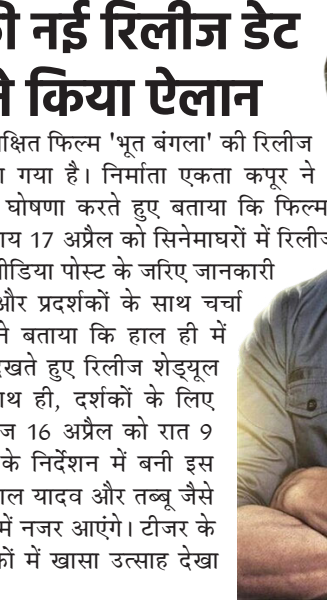 नई रिलीज डेट
किया ऐलान
फिल्म 'भूत बंगला' की रिलीज
गया है। निर्माता एकता कपूर ने
घोषणा करते हुए बताया कि फिल्म
17 अप्रैल को सिनेमाघरों में रिलीज
पोस्ट के जरिए जानकारी
और प्रदर्शकों के साथ चर्चा
ने बताया कि हाल ही में
हुए रिलीज शेड्यूल
ही, दर्शकों के लिए
16 अप्रैल को रात 9
के निर्देशन में बनी इस
यादव और तब्बू जैसे
में नजर आएंगे। टीजर के
में खासा उत्साह देखा